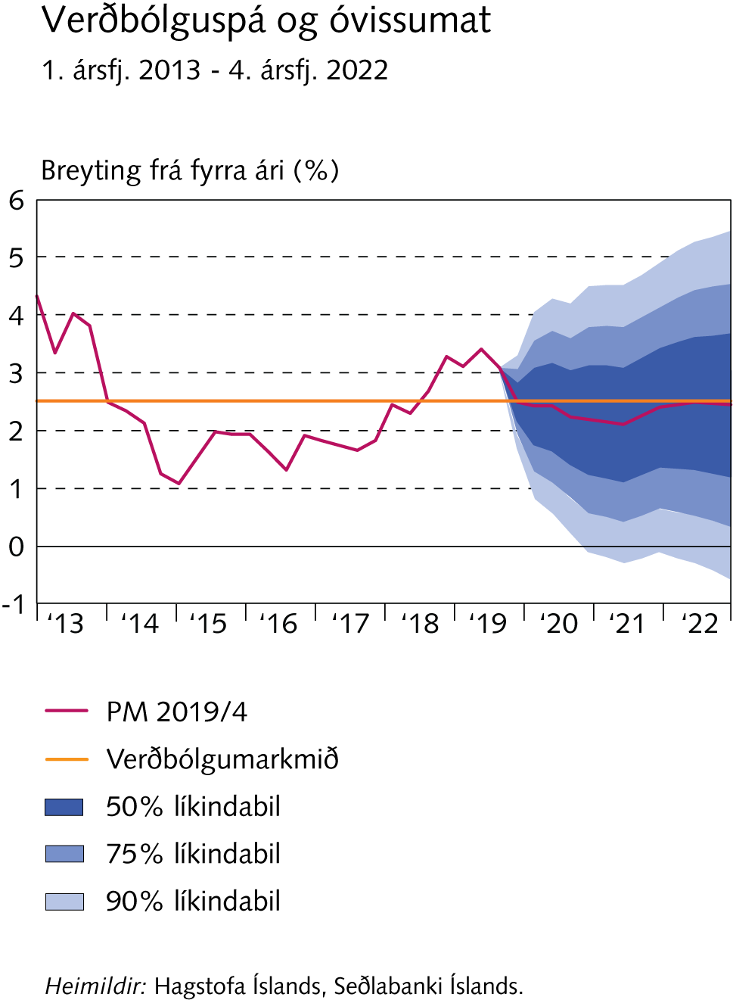 Verðbólguspá og óvissumat
1. ársfj. 2013 - 4. ársfj. 2022
Breyting frá fyrra ári (%)
6
5
4
3
2
1
0
-1
‘13 ‘14 ‘15 ‘16 ‘17 ‘18 ‘19 ‘20 ‘21 ‘22
PM 2019/4
Verðbólgumarkmið
50% líkindabil
75% líkindabil
90% líkindabil
Heimildir: Hagstofa Íslands, Seðlabanki Íslands.